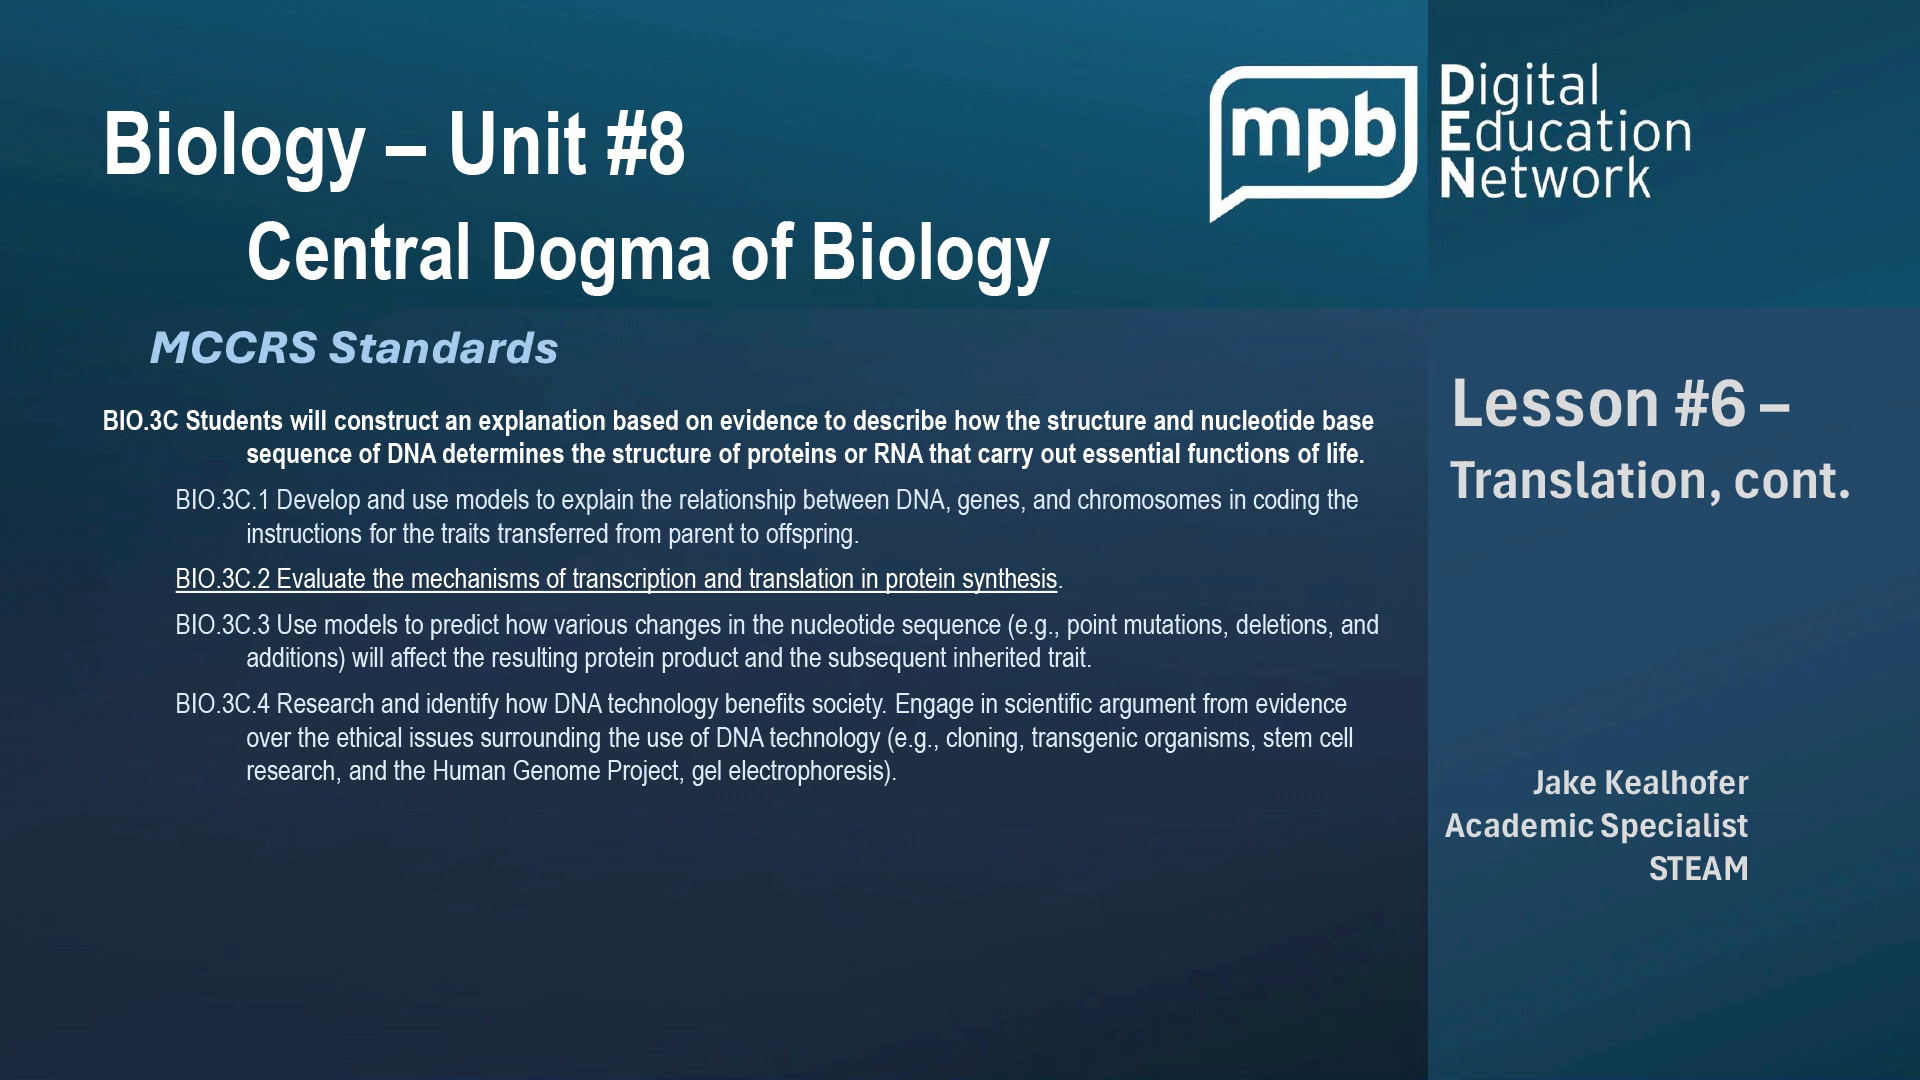 Biology – Unit #8
Central Dogma of Biology
mpb
Digital
Education
Network
MCCRS Standards
BIO.3C Students will construct an explanation based on evidence to describe how the structure and nucleotide base
sequence of DNA determines the structure of proteins or RNA that carry out essential functions of life.
BIO.3C.1 Develop and use models to explain the relationship between DNA, genes, and chromosomes in coding the
instructions for the traits transferred from parent to offspring.
BIO.3C.2 Evaluate the mechanisms of transcription and translation in protein synthesis.
BIO.3C.3 Use models to predict how various changes in the nucleotide sequence (e.g., point mutations, deletions, and
additions) will affect the resulting protein product and the subsequent inherited trait.
BIO.3C.4 Research and identify how DNA technology benefits society. Engage in scientific argument from evidence
over the ethical issues surrounding the use of DNA technology (e.g., cloning, transgenic organisms, stem cell
research, and the Human Genome Project, gel electrophoresis).
Lesson #6 –
Translation, cont.
Jake Kealhofer
Academic Specialist
STEAM